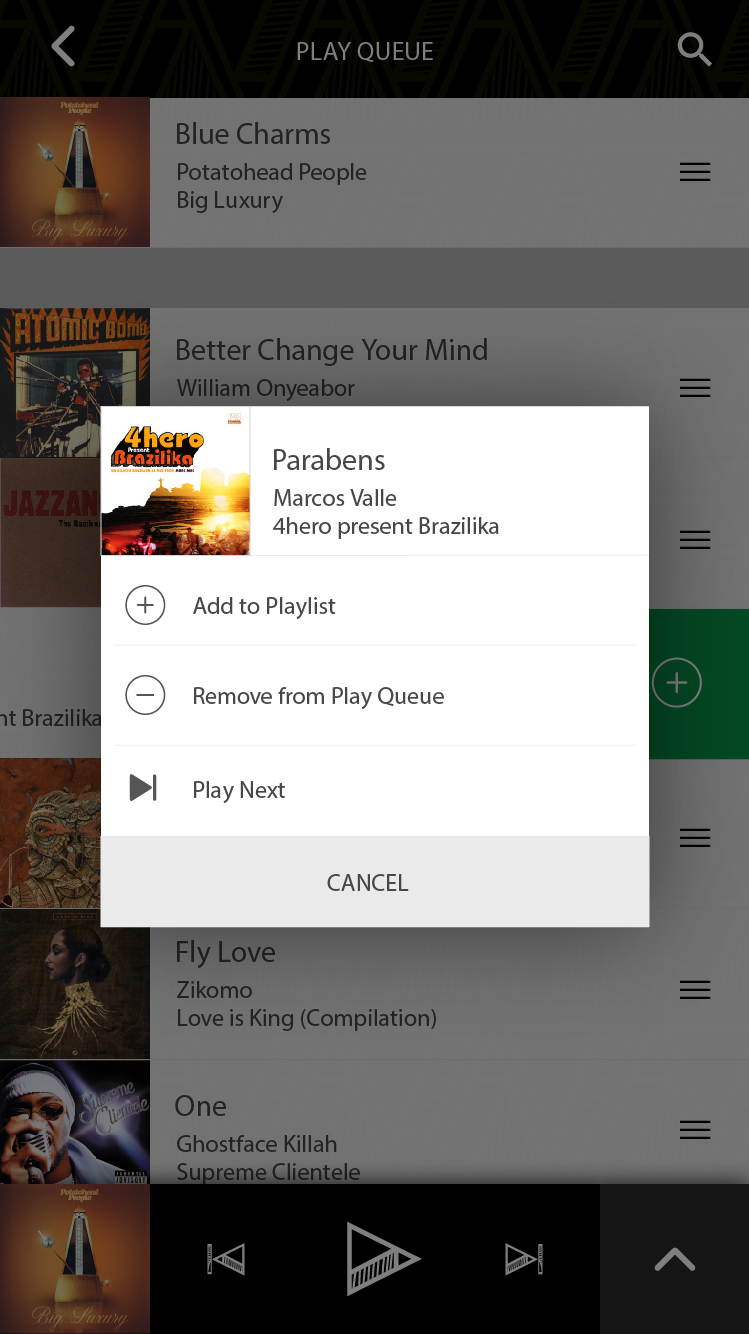 PLAY QUEUE
Potatohead
People
Big Luxury
Blue Charms
Potatohead People
Big Luxury
ATOMIC BOMB
Better Change Your Mind
William Onyeabor
JAZZAN
4hero
Present
Brazilika
Parabens
Marcos Valle
4hero present Brazilika
Add to Playlist
Remove from Play Queue
nt Brazilika
Play Next
CANCEL
Fly Love
Zikomo
Love is King (Compilation)
Supreme
Clientele
PARENTAL
ADVISORY
One
Ghostface Killah
Supreme Clientele
Potatohead
People
Big Luxury